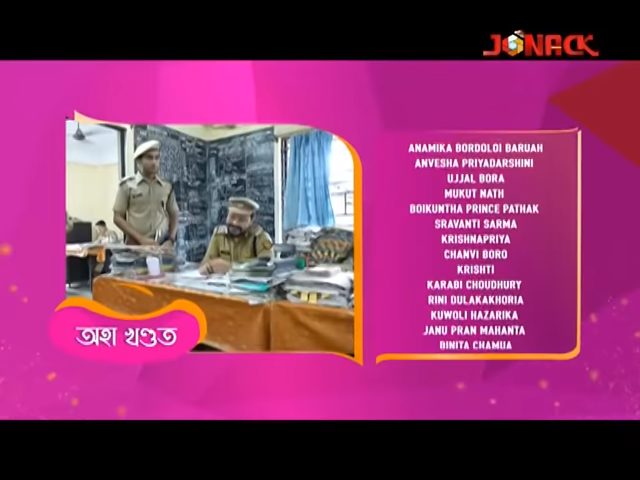 JONACK
ANAMIKA BORDOLOI BARUAH
ANVESHA PRIYADARSHINI
UJJAL BORA
MUKUT NATH
BOIKUNTHA PRINCE PATHAK
SRAVANTI SARMA
KRISHNAPRIYA
CHANVI BORO
KRISHTI
KARABI CHOUDHURY
RINI DULAKAKHORIA
KUWOLI HAZARIKA
JANU PRAN MAHANTA
BINITA CHAMUA
অহা খণ্ডত